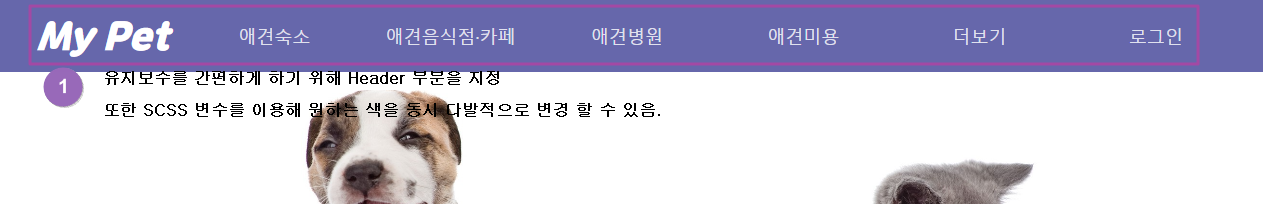 My Pet 애견숙소 애견음식점·카페 애견병원 애견미용 더보기 로그인
1 유지보수를 간편하게 하기 위해 Header 부분을 지정
또한 SCSS 변수를 이용해 원하는 색을 동시 다발적으로 변경 할 수 있음.